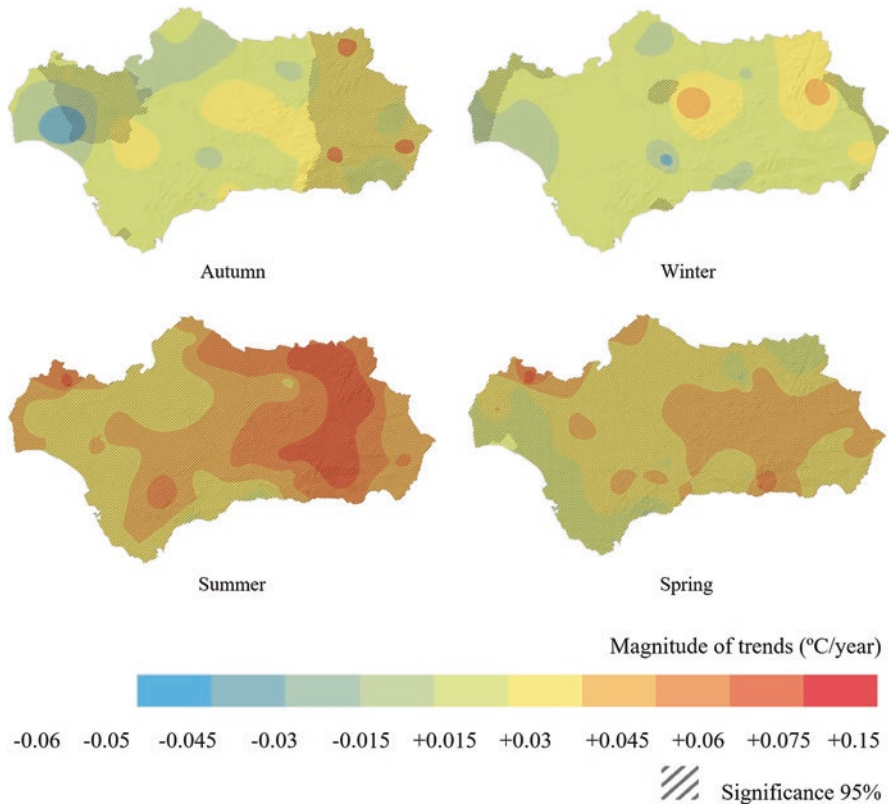 Autumn
Winter
Summer
Spring
Magnitude of trends (ºC/year)
-0.06 -0.05 -0.045 -0.03 -0.015 +0.015 +0.03 +0.045 +0.06 +0.075 +0.15
Significance 95%